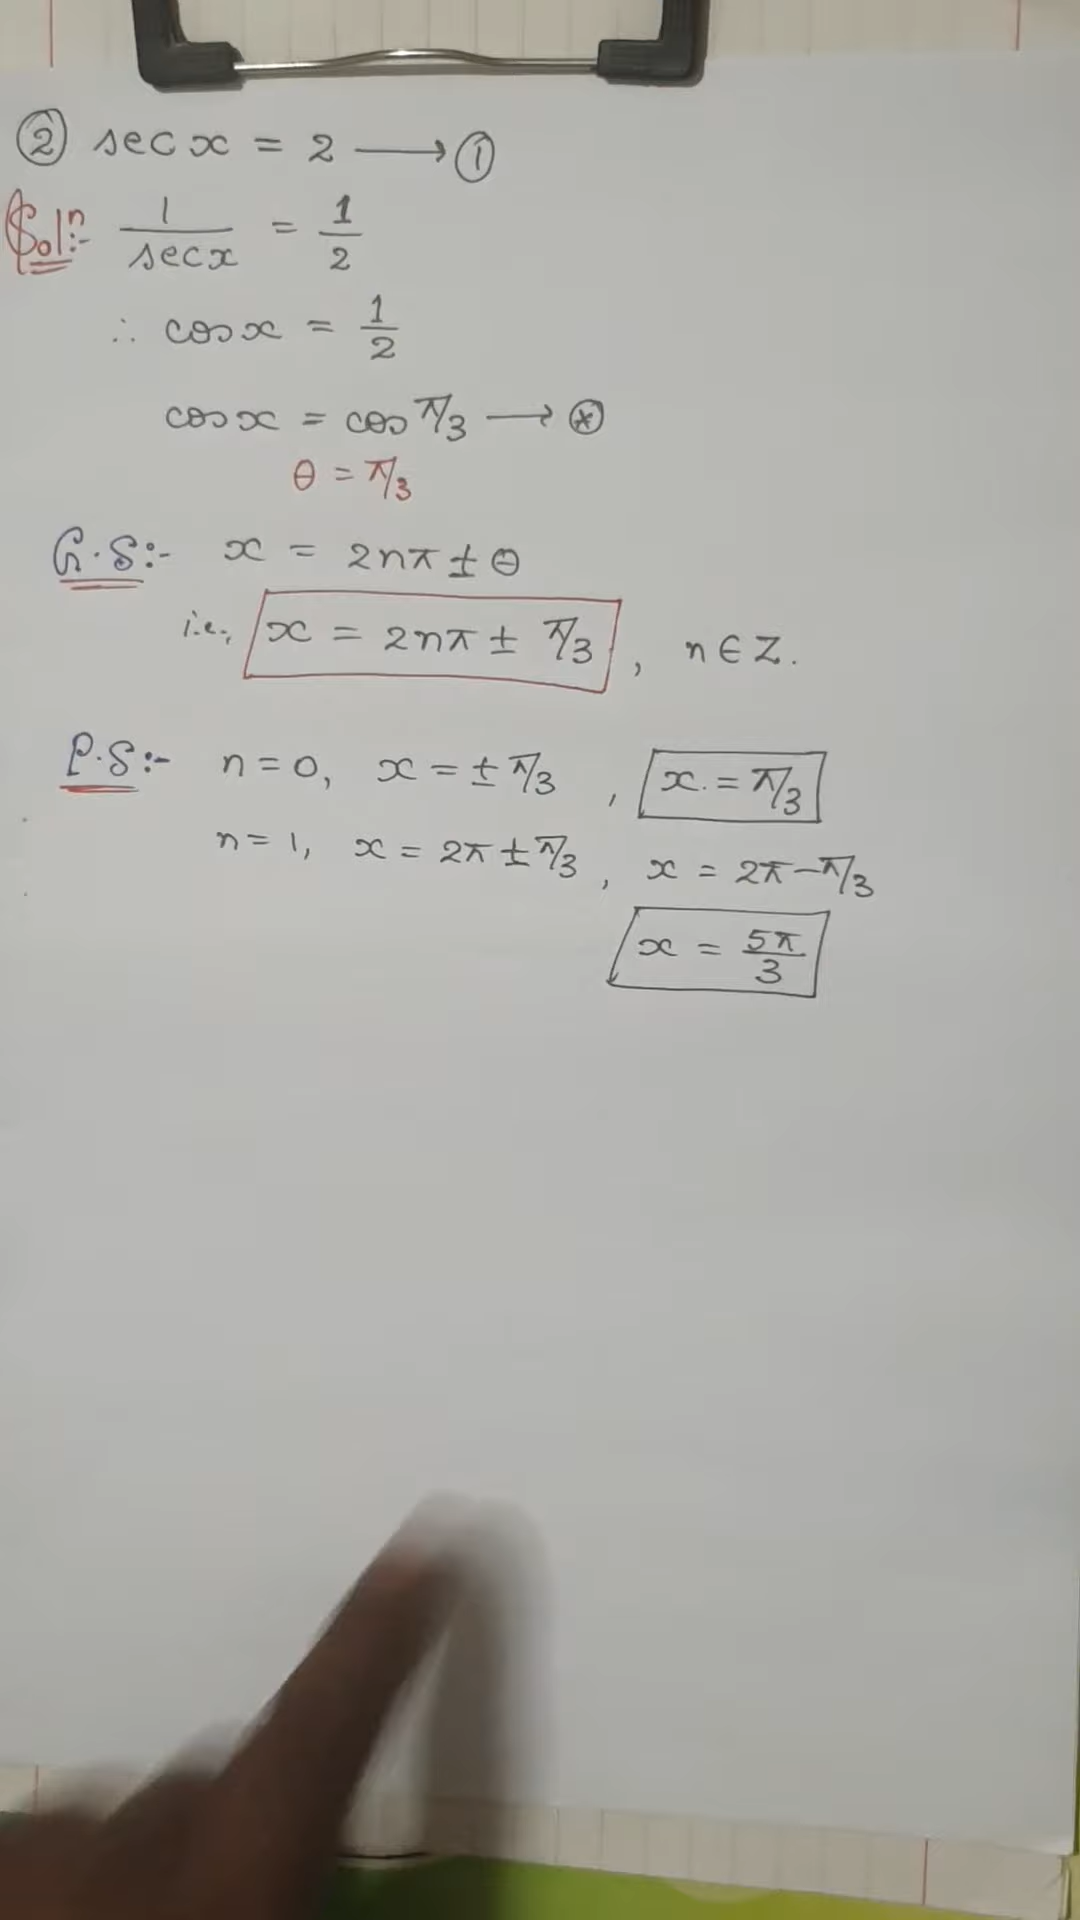 ② sec x = 2 ⟶ ①
Solⁿ:- 1/sec x = 1/2
∴ cos x = 1/2
cos x = cos π/3 ⟶ ⊛
θ = π/3
G.S:- x = 2nπ ± θ
i.e., x = 2nπ ± π/3 , n ∈ Z.
P.S:- n = 0, x = ± π/3 , x = π/3
n = 1, x = 2π ± π/3 , x = 2π − π/3
x = 5π/3